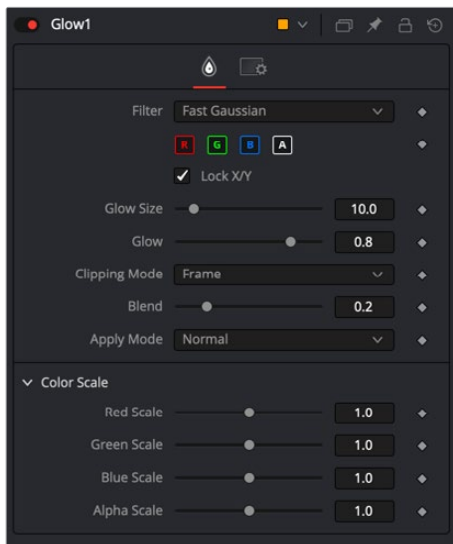 Glow1
Filter Fast Gaussian
R G B A
Lock X/Y
Glow Size 10.0
Glow 0.8
Clipping Mode Frame
Blend 0.2
Apply Mode Normal
Color Scale
Red Scale 1.0
Green Scale 1.0
Blue Scale 1.0
Alpha Scale 1.0